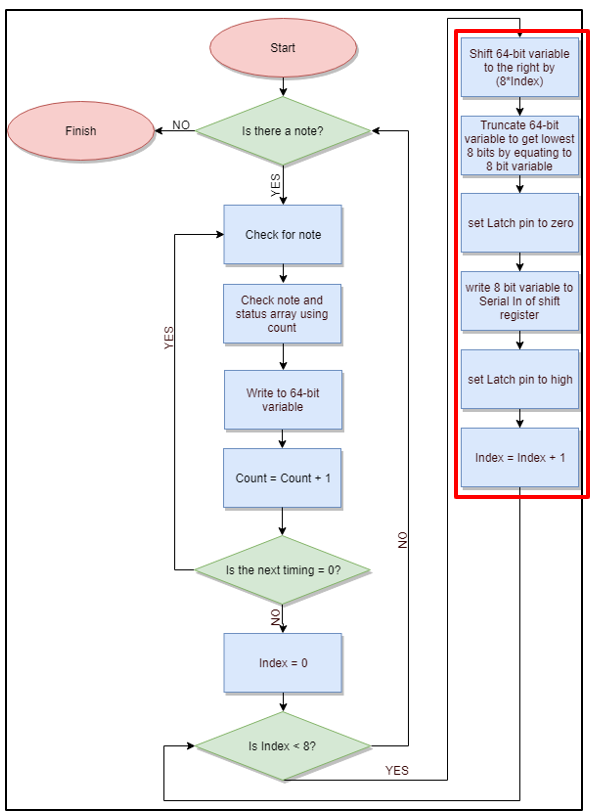 Start
Is there a note?
NO
Finish
YES
Check for note
Check note and
status array using
count
Write to 64-bit
variable
Count = Count + 1
Is the next timing = 0?
YES
NO
Index = 0
Is Index < 8?
NO
YES
Shift 64-bit variable
to the right by
(8*Index)
Truncate 64-bit
variable to get lowest
8 bits by equating to
8 bit variable
set Latch pin to zero
write 8 bit variable to
Serial In of shift
register
set Latch pin to high
Index = Index + 1